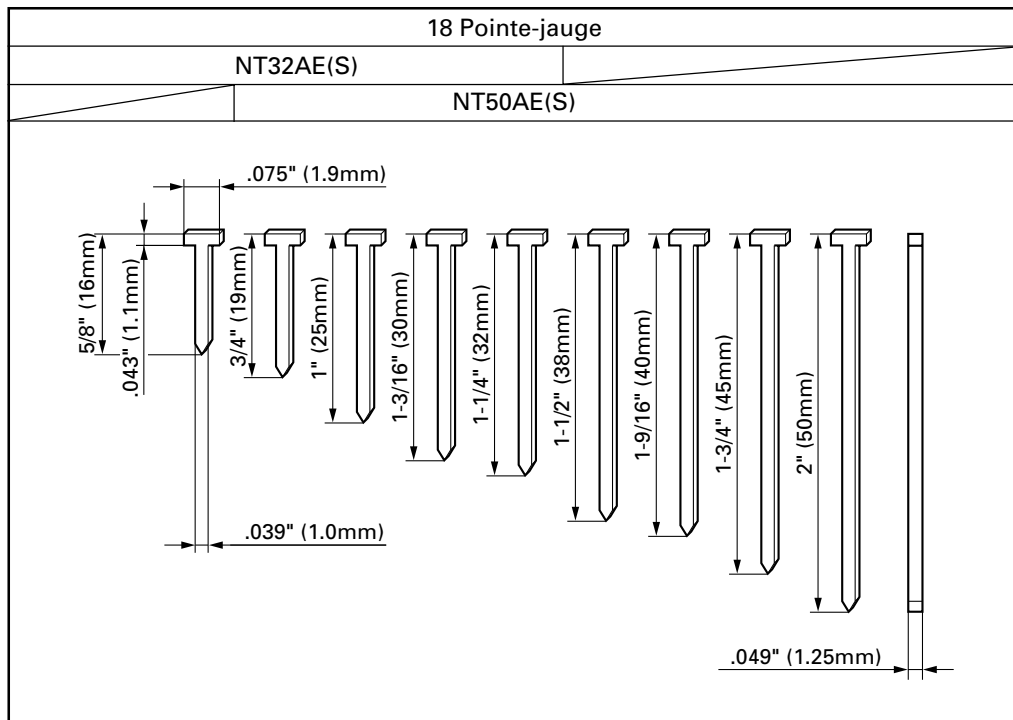 18 Pointe-jauge
NT32AE(S)
NT50AE(S)
.075" (1.9mm)
5/8" (16mm)
.043" (1.1mm)
3/4" (19mm)
1" (25mm)
1-3/16" (30mm)
1-1/4" (32mm)
1-1/2" (38mm)
1-9/16" (40mm)
1-3/4" (45mm)
2" (50mm)
.039" (1.0mm)
.049" (1.25mm)